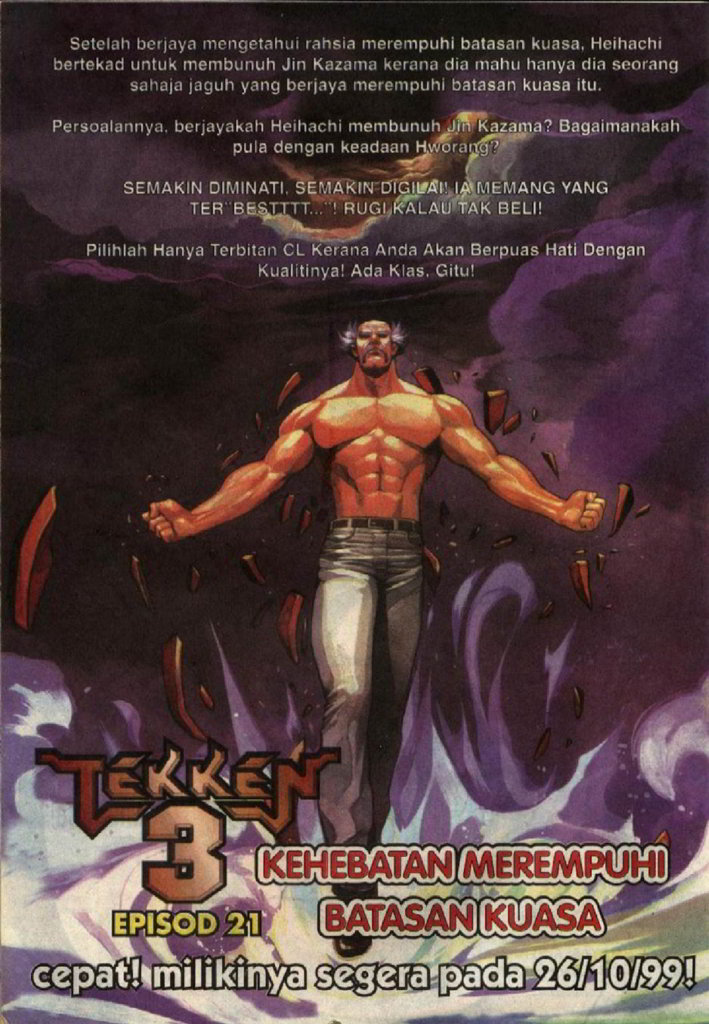 Setelah berjaya mengetahui rahsia merempuhi batasan kuasa, Heihachi
bertekad untuk membunuh Jin Kazama kerana dia mahu hanya dia seorang
sahaja jaguh yang berjaya merempuhi batasan kuasa itu.
Persoalannya, berjayakah Heihachi membunuh Jin Kazama? Bagaimanakah
pula dengan keadaan Hworang?
SEMAKIN DIMINATI, SEMAKIN DIGILAI! IA MEMANG YANG
TER"BESTTTT..."! RUGI KALAU TAK BELI!
Pilihlah Hanya Terbitan CL Kerana Anda Akan Berpuas Hati Dengan
Kualitinya! Ada Klas, Gitu!
TEKKEN
3
KEHEBATAN MEREMPUHI
EPISOD 21
BATASAN KUASA
cepat! milikinya segera pada 26/10/99!